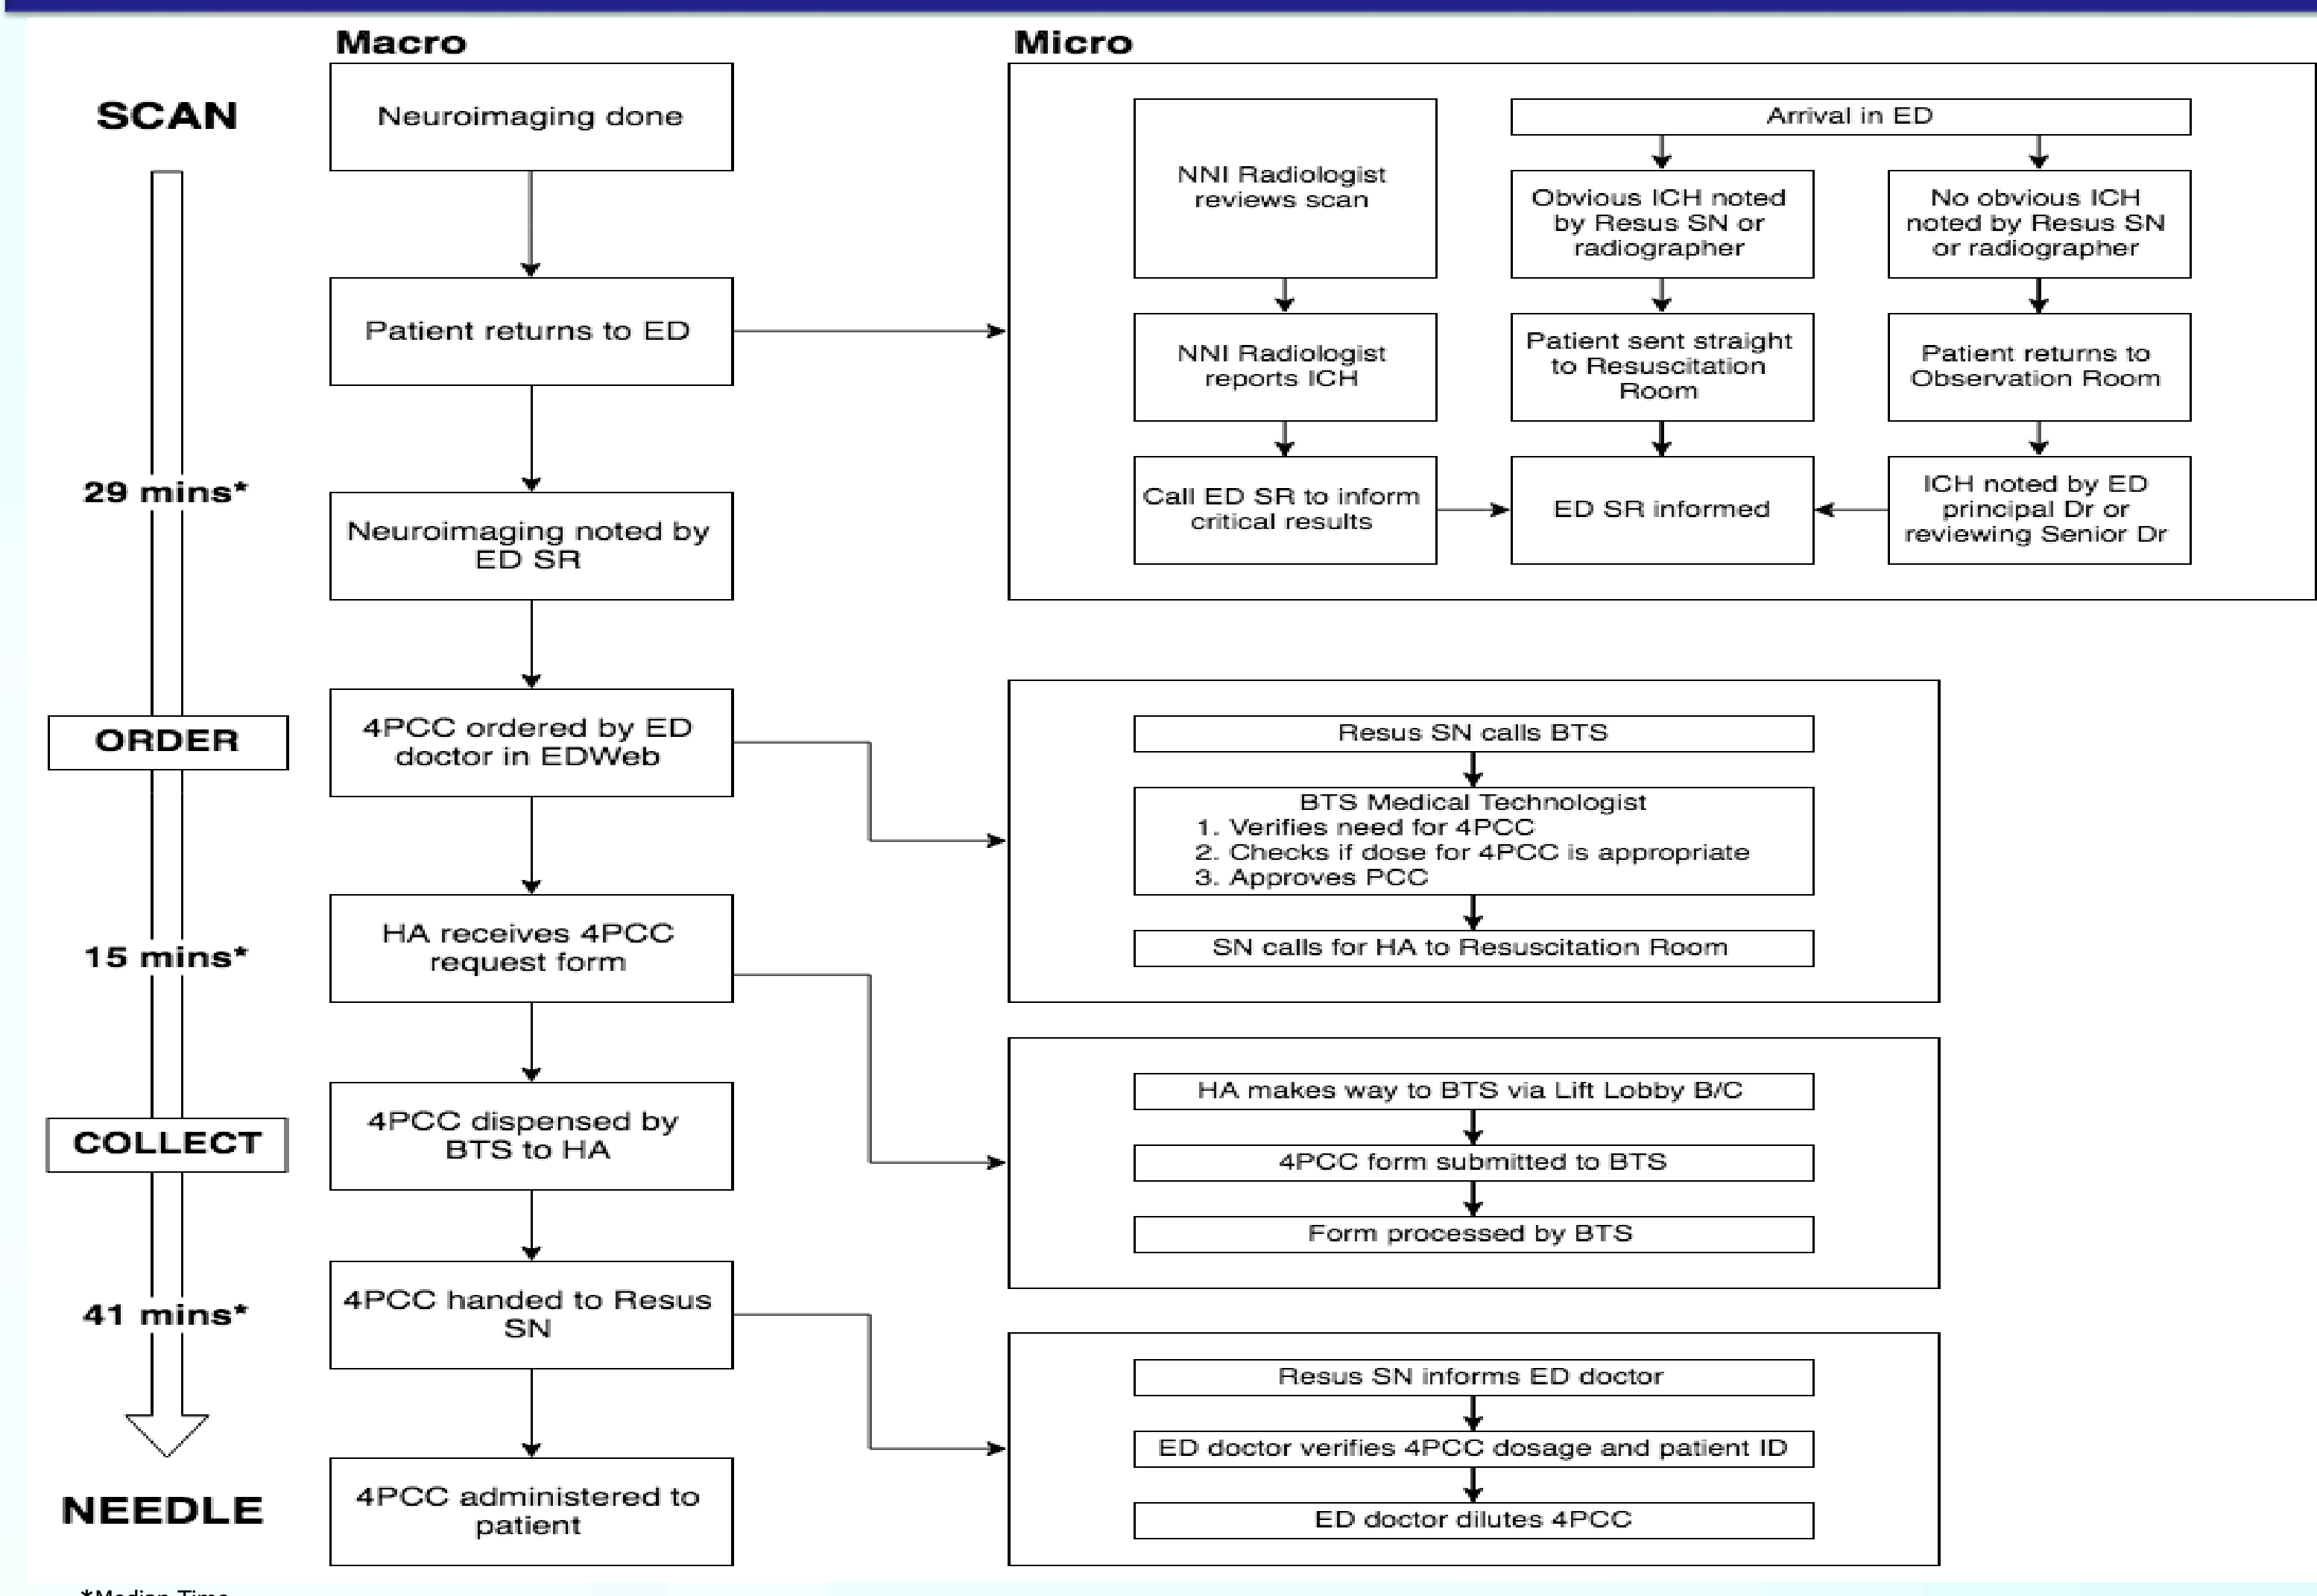 Macro
Micro
SCAN
29 mins*
ORDER
15 mins*
COLLECT
41 mins*
NEEDLE
*Median Time
Neuroimaging done
Patient returns to ED
Neuroimaging noted by
ED SR
4PCC ordered by ED
doctor in EDWeb
HA receives 4PCC
request form
4PCC dispensed by
BTS to HA
4PCC handed to Resus
SN
4PCC administered to
patient
NNI Radiologist
reviews scan
NNI Radiologist
reports ICH
Call ED SR to inform
critical results
Arrival in ED
Obvious ICH noted
by Resus SN or
radiographer
Patient sent straight
to Resuscitation
Room
ED SR informed
No obvious ICH
noted by Resus SN
or radiographer
Patient returns to
Observation Room
ICH noted by ED
principal Dr or
reviewing Senior Dr
Resus SN calls BTS
BTS Medical Technologist
1. Verifies need for 4PCC
2. Checks if dose for 4PCC is appropriate
3. Approves PCC
SN calls for HA to Resuscitation Room
HA makes way to BTS via Lift Lobby B/C
4PCC form submitted to BTS
Form processed by BTS
Resus SN informs ED doctor
ED doctor verifies 4PCC dosage and patient ID
ED doctor dilutes 4PCC